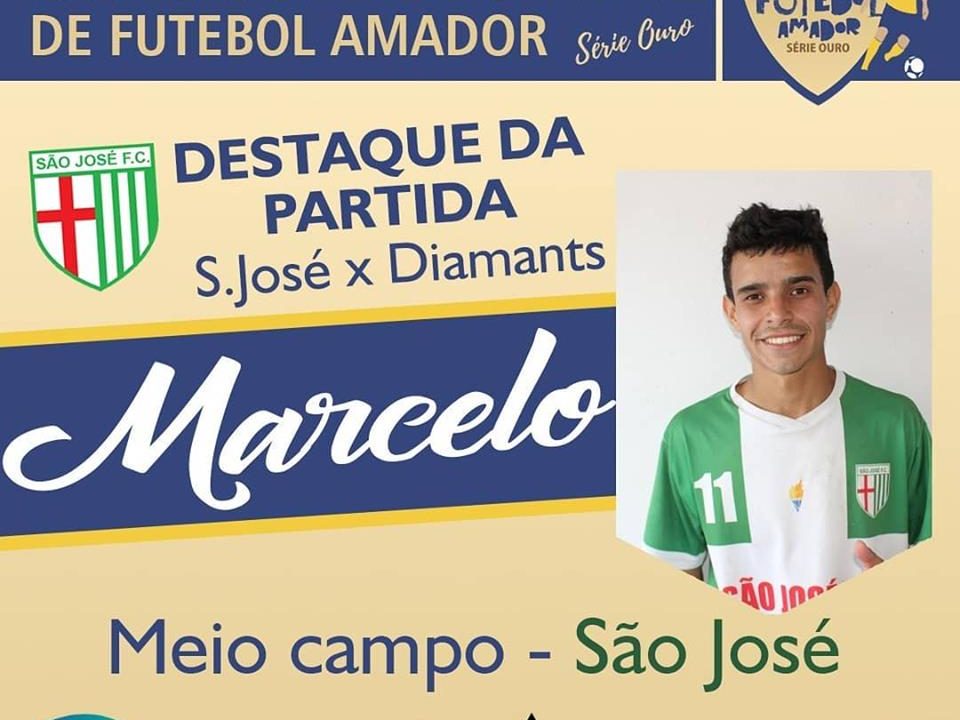 DE FUTEBOL AMADOR Série Ouro
FUTEBOL
AMADOR
SÉRIE OURO
SÃO JOSÉ F.C.
DESTAQUE DA
PARTIDA
S.José x Diamants
Marcelo
11
SÃO JOSÉ F.C.
SÃO JOSÉ
Meio campo - São José